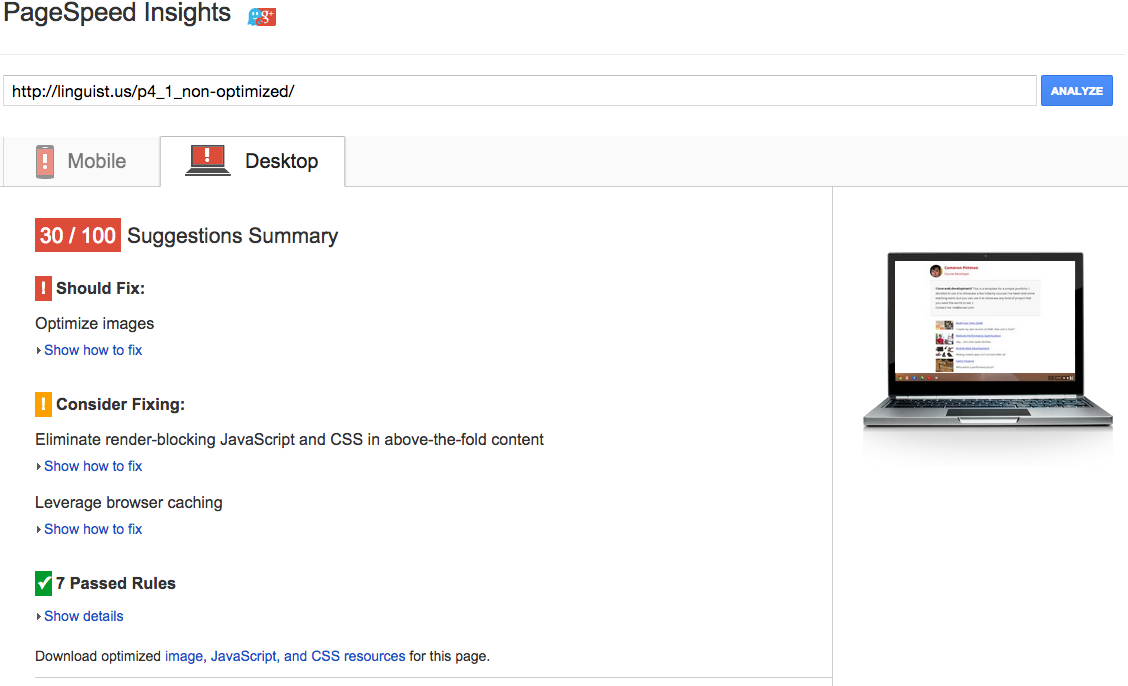 PageSpeed Insights
http://linguist.us/p4_1_non-optimized/
ANALYZE
Mobile
Desktop
30 / 100 Suggestions Summary
! Should Fix:
Optimize images
Show how to fix
! Consider Fixing:
Eliminate render-blocking JavaScript and CSS in above-the-fold content
Show how to fix
Leverage browser caching
Show how to fix
7 Passed Rules
Show details
Download optimized image, JavaScript, and CSS resources for this page.
Cameron Pittman